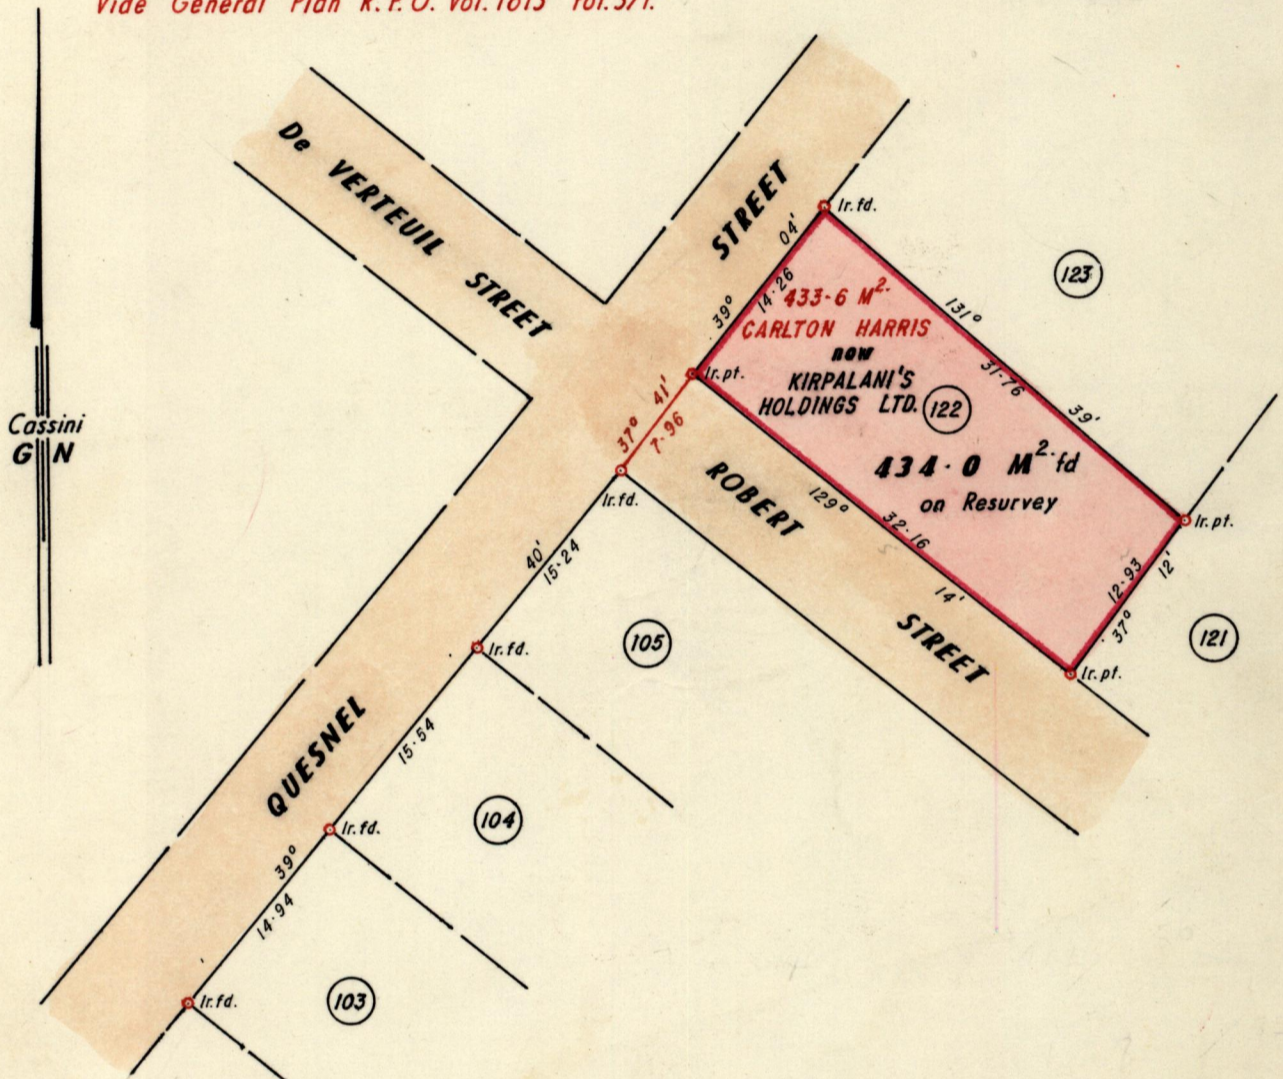 Vide General Plan R.P.O. Vol. 1613 fol. 571.
De VERTEUIL STREET
STREET
Ir. fd.
123
04'
14·26
39°
433·6 M2·
CARLTON HARRIS
now
KIRPALANI'S
HOLDINGS LTD.
122
434·0 M2· fd
on Resurvey
131°
31·76
39'
Cassini
G N
Ir. pt.
37° 41'
7·96
Ir. fd.
ROBERT
STREET
129°
32·16
14'
Ir. pt.
12·93
12'
37°
121
Ir. pt.
40'
15·24
105
Ir. fd.
QUESNEL
15·54
104
Ir. fd.
39°
14·94
103
Ir. fd.